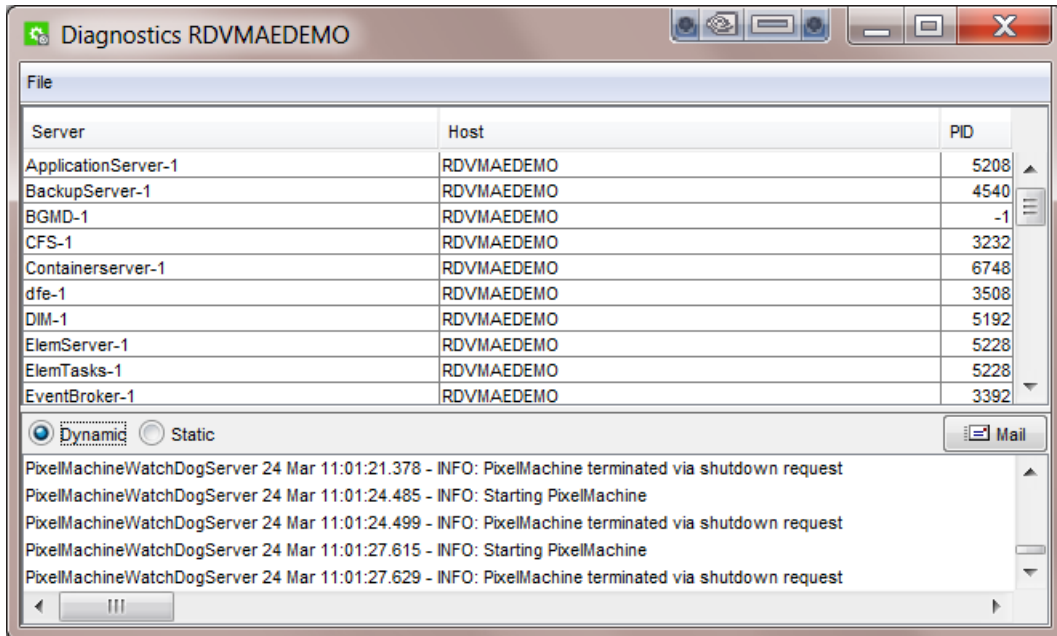 Diagnostics RDVMAEDEMO
File
Server Host PID
ApplicationServer-1 RDVMAEDEMO 5208
BackupServer-1 RDVMAEDEMO 4540
BGMD-1 RDVMAEDEMO -1
CFS-1 RDVMAEDEMO 3232
Containerserver-1 RDVMAEDEMO 6748
dfe-1 RDVMAEDEMO 3508
DIM-1 RDVMAEDEMO 5192
ElemServer-1 RDVMAEDEMO 5228
ElemTasks-1 RDVMAEDEMO 5228
EventBroker-1 RDVMAEDEMO 3392
Dynamic Static Mail
PixelMachineWatchDogServer 24 Mar 11:01:21.378 - INFO: PixelMachine terminated via shutdown request
PixelMachineWatchDogServer 24 Mar 11:01:24.485 - INFO: Starting PixelMachine
PixelMachineWatchDogServer 24 Mar 11:01:24.499 - INFO: PixelMachine terminated via shutdown request
PixelMachineWatchDogServer 24 Mar 11:01:27.615 - INFO: Starting PixelMachine
PixelMachineWatchDogServer 24 Mar 11:01:27.629 - INFO: PixelMachine terminated via shutdown request